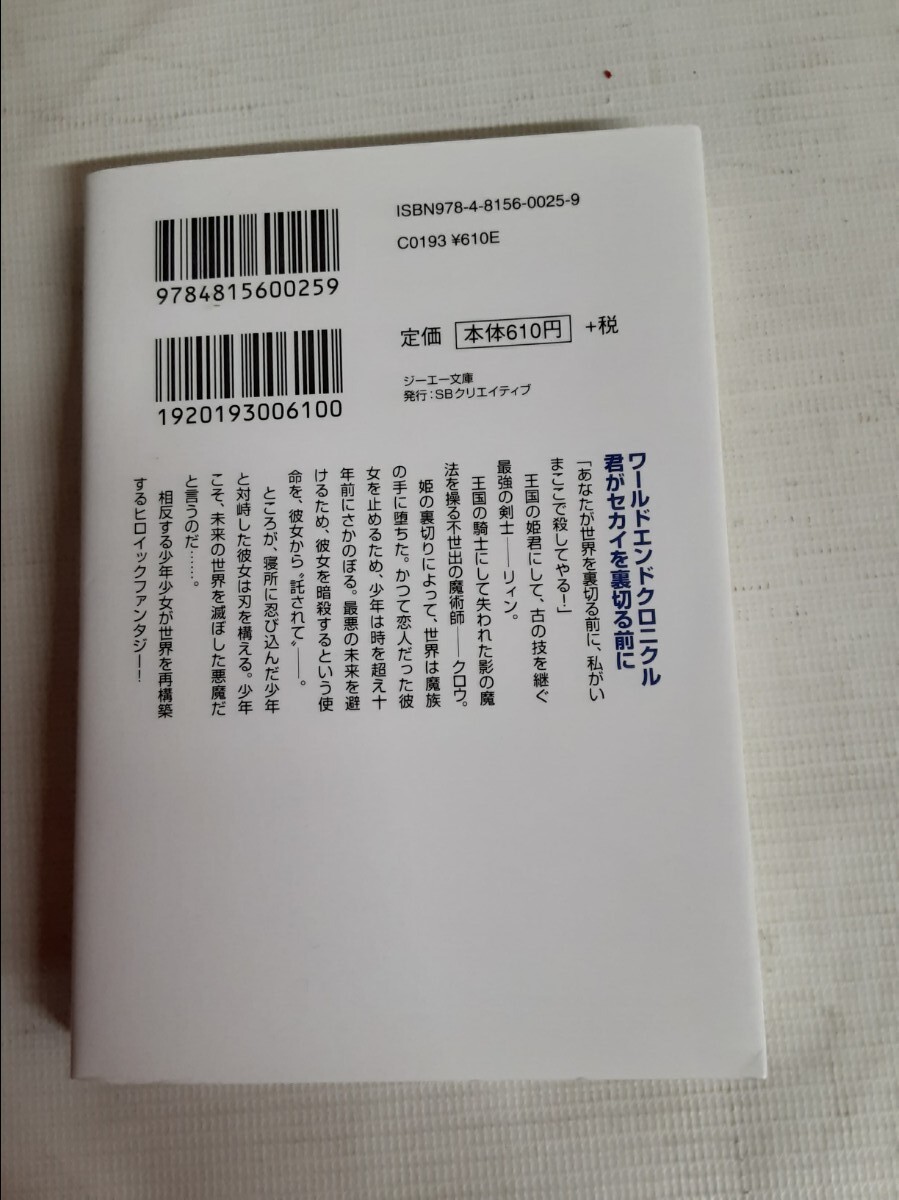 ISBN978-4-8156-0025-9
C0193 ¥610E
9784815600259
定価 本体610円 +税
1920193006100
ジーエー文庫
発行:SBクリエイティブ
ワールドエンドクロニクル
君がセカイを裏切る前に
「あなたが世界を裏切る前に、私がい
まここで殺してやる！」
王国の姫君にして、古の技を継ぐ
最強の剣士――リィン。
王国の騎士にして失われた影の魔
法を操る不世出の魔術師――クロウ。
姫の裏切りによって、世界は魔族
の手に堕ちた。かつて恋人だった彼
女を止めるため、少年は時を超え十
年前にさかのぼる。最悪の未来を避
けるため、彼女を暗殺するという使
命を、彼女から〝託されて〟――。
ところが、寝所に忍び込んだ少年
と対峙した彼女は刃を構える。少年
こそ、未来の世界を滅ぼした悪魔だ
と言うのだ……。
相反する少年少女が世界を再構築
するヒロイックファンタジー！